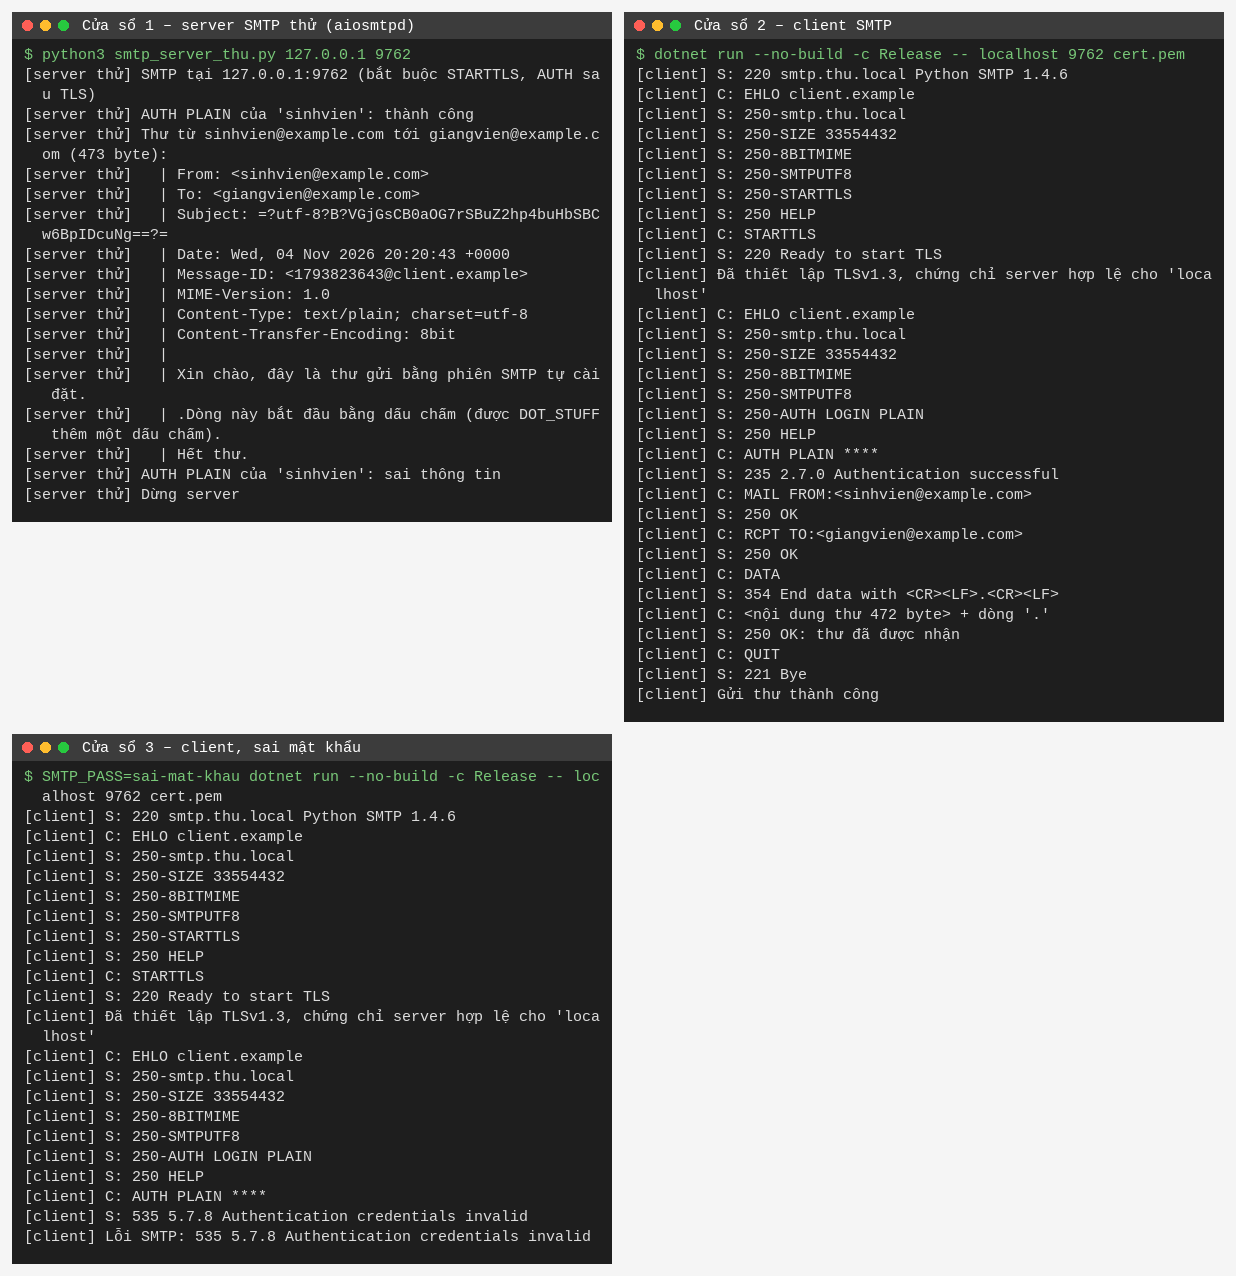 Cửa sổ 1 – server SMTP thử (aiosmtpd)
$ python3 smtp_server_thu.py 127.0.0.1 9762
[server thử] SMTP tại 127.0.0.1:9762 (bắt buộc STARTTLS, AUTH sa
u TLS)
[server thử] AUTH PLAIN của 'sinhvien': thành công
[server thử] Thư từ sinhvien@example.com tới giangvien@example.c
om (473 byte):
[server thử]   | From: <sinhvien@example.com>
[server thử]   | To: <giangvien@example.com>
[server thử]   | Subject: =?utf-8?B?VGjGsCB0aOG7rSBuZ2hp4buHbSBC
w6BpIDcuNg==?=
[server thử]   | Date: Wed, 04 Nov 2026 20:20:43 +0000
[server thử]   | Message-ID: <1793823643@client.example>
[server thử]   | MIME-Version: 1.0
[server thử]   | Content-Type: text/plain; charset=utf-8
[server thử]   | Content-Transfer-Encoding: 8bit
[server thử]   |
[server thử]   | Xin chào, đây là thư gửi bằng phiên SMTP tự cài
đặt.
[server thử]   | .Dòng này bắt đầu bằng dấu chấm (được DOT_STUFF
thêm một dấu chấm).
[server thử]   | Hết thư.
[server thử] AUTH PLAIN của 'sinhvien': sai thông tin
[server thử] Dừng server
Cửa sổ 2 – client SMTP
$ dotnet run --no-build -c Release -- localhost 9762 cert.pem
[client] S: 220 smtp.thu.local Python SMTP 1.4.6
[client] C: EHLO client.example
[client] S: 250-smtp.thu.local
[client] S: 250-SIZE 33554432
[client] S: 250-8BITMIME
[client] S: 250-SMTPUTF8
[client] S: 250-STARTTLS
[client] S: 250 HELP
[client] C: STARTTLS
[client] S: 220 Ready to start TLS
[client] Đã thiết lập TLSv1.3, chứng chỉ server hợp lệ cho 'loca
lhost'
[client] C: EHLO client.example
[client] S: 250-smtp.thu.local
[client] S: 250-SIZE 33554432
[client] S: 250-8BITMIME
[client] S: 250-SMTPUTF8
[client] S: 250-AUTH LOGIN PLAIN
[client] S: 250 HELP
[client] C: AUTH PLAIN ****
[client] S: 235 2.7.0 Authentication successful
[client] C: MAIL FROM:<sinhvien@example.com>
[client] S: 250 OK
[client] C: RCPT TO:<giangvien@example.com>
[client] S: 250 OK
[client] C: DATA
[client] S: 354 End data with <CR><LF>.<CR><LF>
[client] C: <nội dung thư 472 byte> + dòng '.'
[client] S: 250 OK: thư đã được nhận
[client] C: QUIT
[client] S: 221 Bye
[client] Gửi thư thành công
Cửa sổ 3 – client, sai mật khẩu
$ SMTP_PASS=sai-mat-khau dotnet run --no-build -c Release -- loc
alhost 9762 cert.pem
[client] S: 220 smtp.thu.local Python SMTP 1.4.6
[client] C: EHLO client.example
[client] S: 250-smtp.thu.local
[client] S: 250-SIZE 33554432
[client] S: 250-8BITMIME
[client] S: 250-SMTPUTF8
[client] S: 250-STARTTLS
[client] S: 250 HELP
[client] C: STARTTLS
[client] S: 220 Ready to start TLS
[client] Đã thiết lập TLSv1.3, chứng chỉ server hợp lệ cho 'loca
lhost'
[client] C: EHLO client.example
[client] S: 250-smtp.thu.local
[client] S: 250-SIZE 33554432
[client] S: 250-8BITMIME
[client] S: 250-SMTPUTF8
[client] S: 250-AUTH LOGIN PLAIN
[client] S: 250 HELP
[client] C: AUTH PLAIN ****
[client] S: 535 5.7.8 Authentication credentials invalid
[client] Lỗi SMTP: 535 5.7.8 Authentication credentials invalid